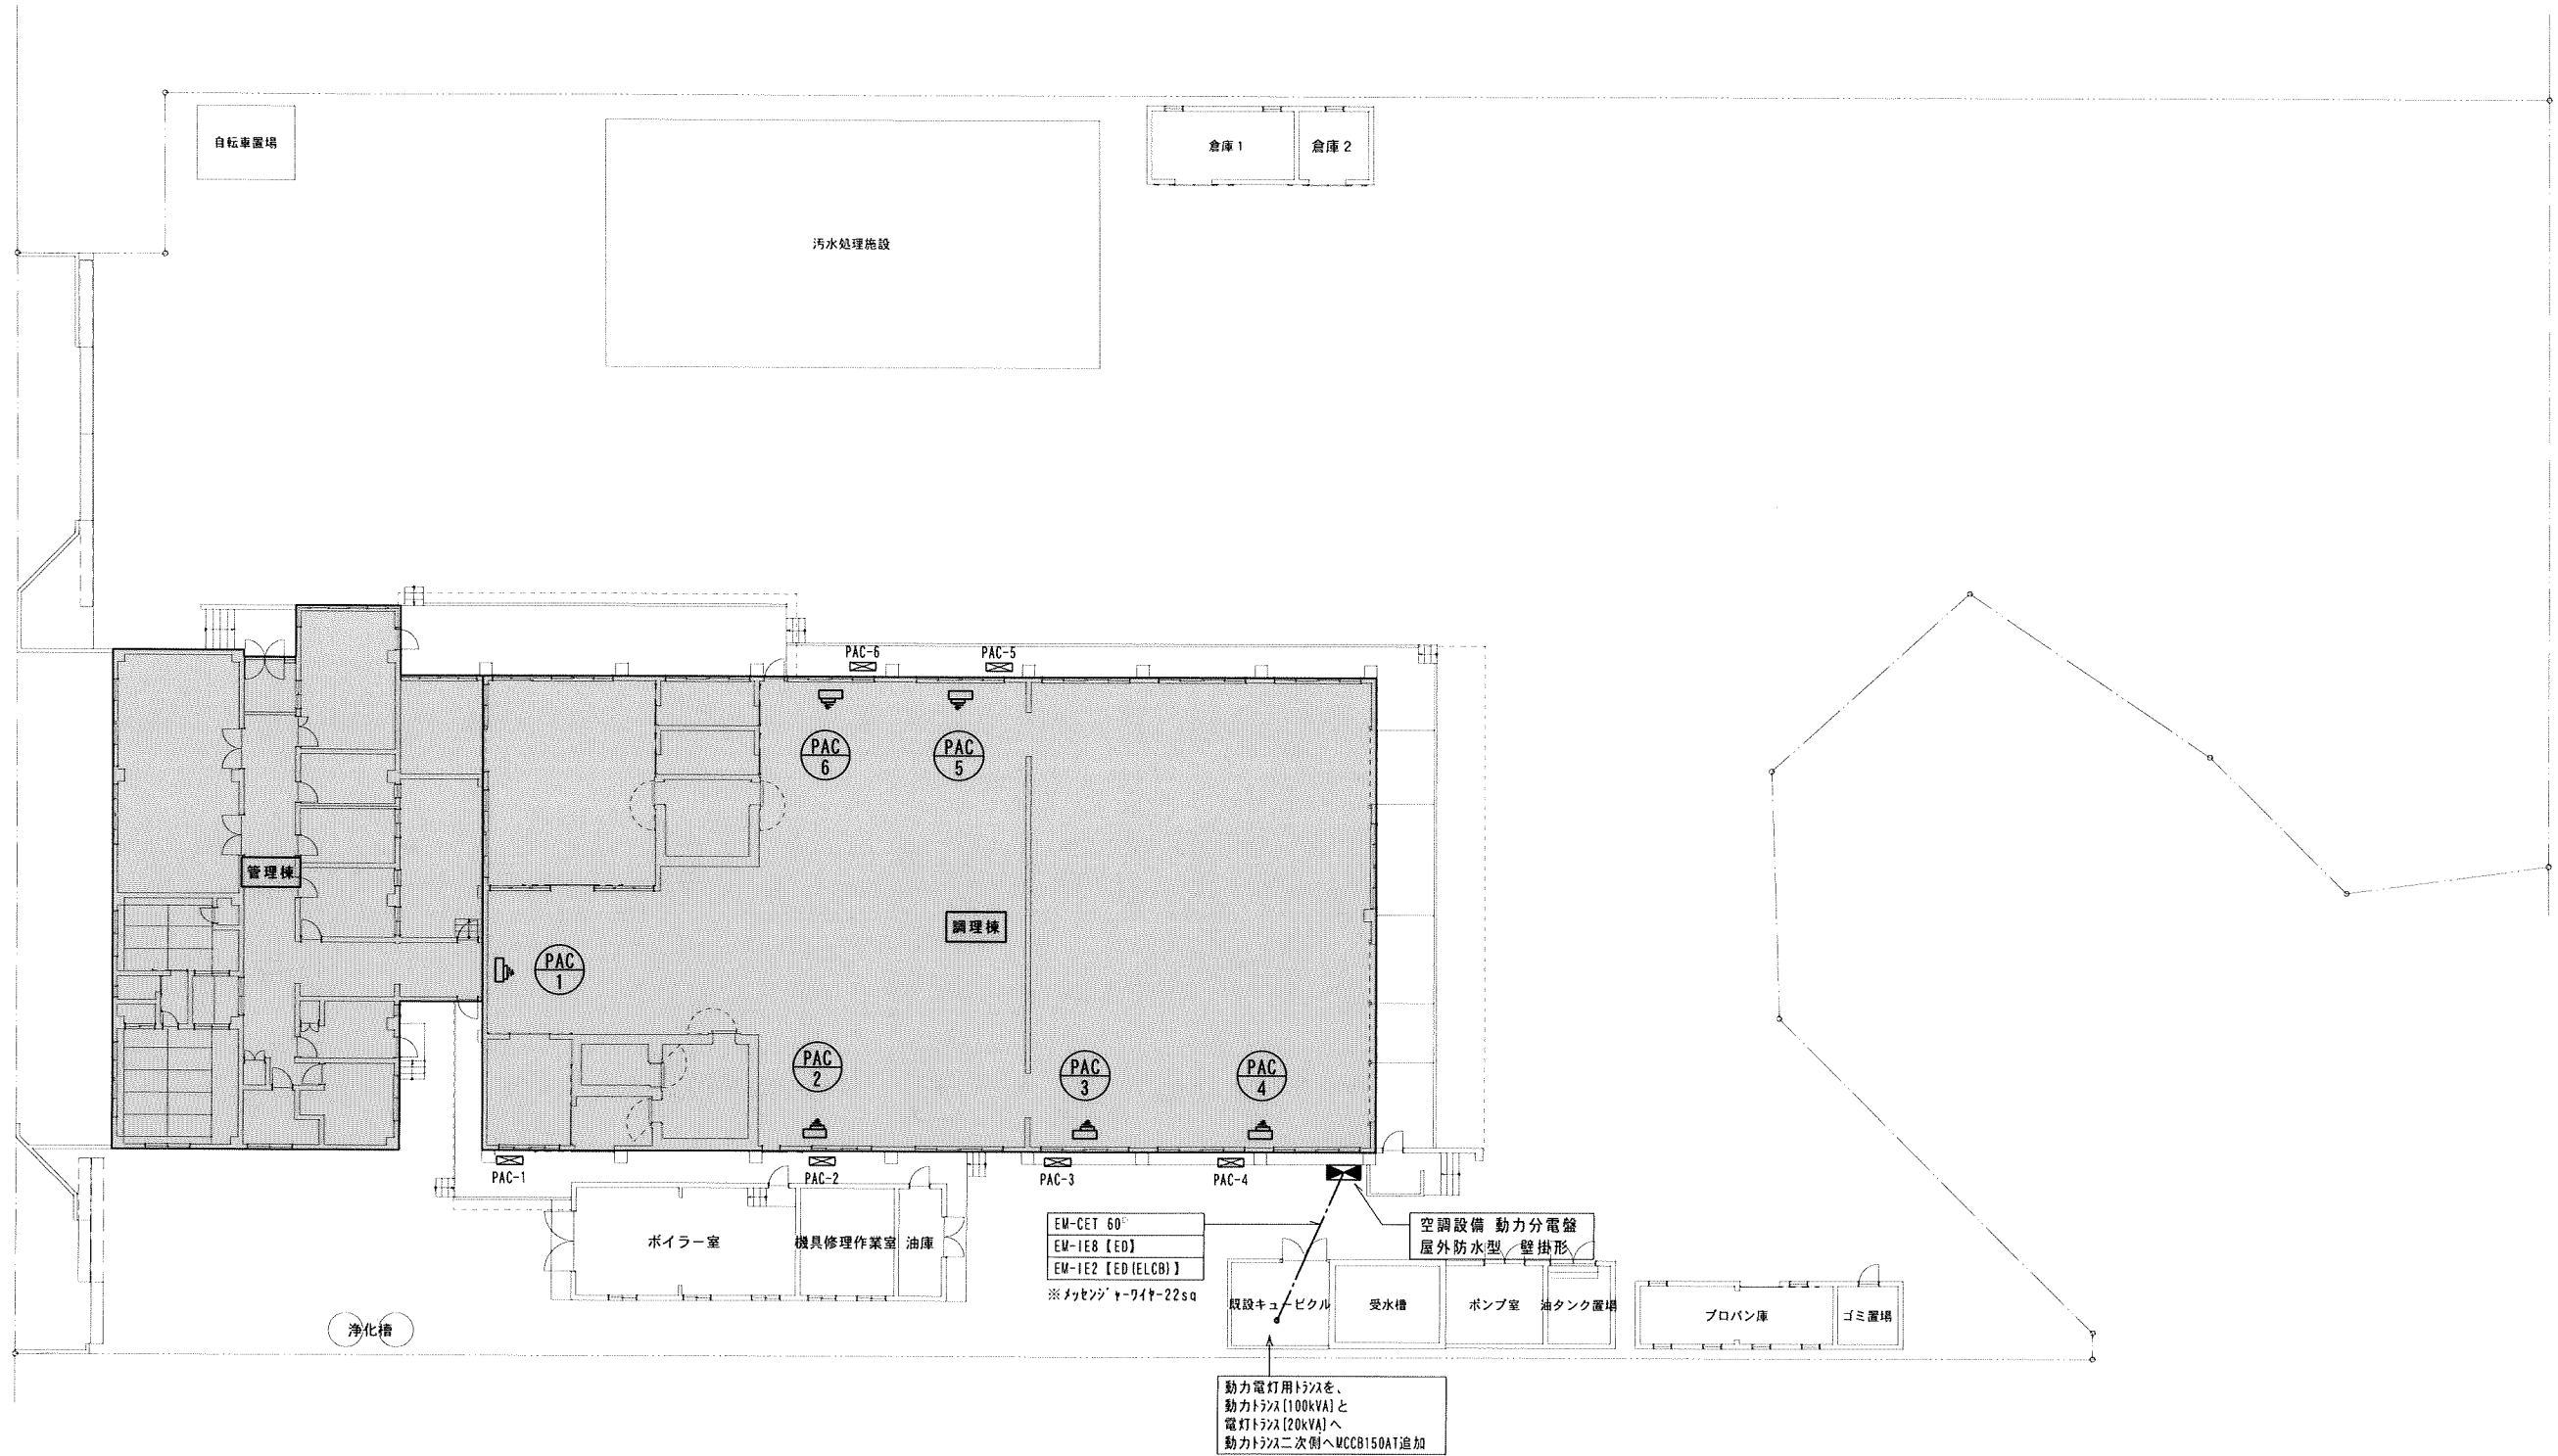 自転車置場
倉庫1
倉庫2
汚水処理施設
PAC-6
PAC-5
PAC
6
PAC
5
管理棟
調理棟
PAC
1
PAC
2
PAC
3
PAC
4
PAC-1
PAC-2
PAC-3
PAC-4
EM-CET 60□
EM-IE8【ED】
EM-IE2【ED(ELCB)】
※メッセンジャーワイヤー22sq
空調設備 動力分電盤
屋外防水型 壁掛形
ボイラー室
機具修理作業室
油庫
既設キュービクル
受水槽
ポンプ室
油タンク置場
プロパン庫
ゴミ置場
浄化槽
動力電灯用トランスを、
動力トランス[100kVA]と
電灯トランス[20kVA]へ
動力トランス二次側へMCCB150AT追加